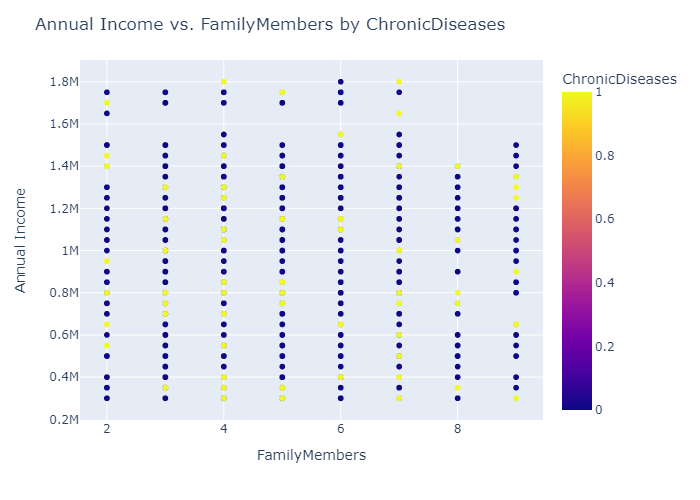 Annual Income vs. FamilyMembers by ChronicDiseases
ChronicDiseases
1
0.8
0.6
0.4
0.2
0
Annual Income
1.8M
1.6M
1.4M
1.2M
1M
0.8M
0.6M
0.4M
0.2M
2
4
6
8
FamilyMembers